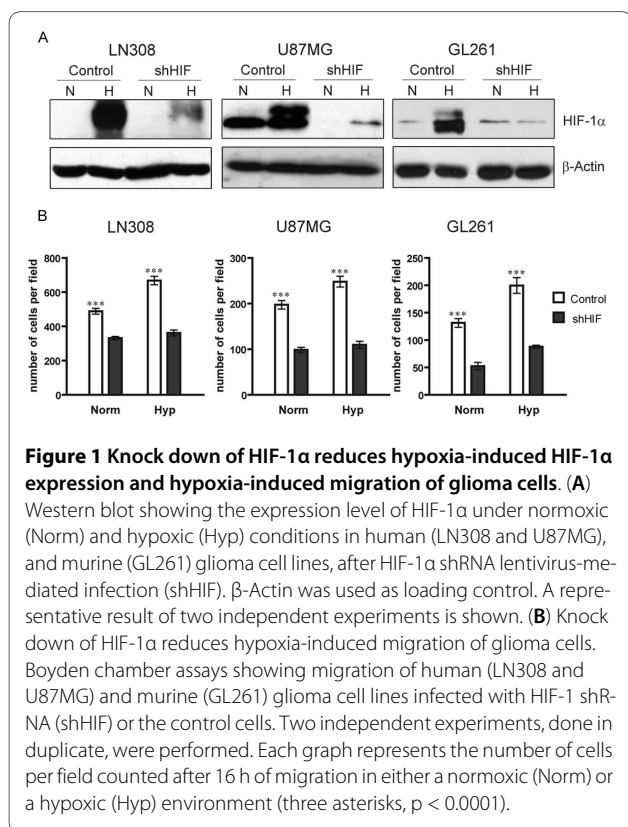 A
LN308 U87MG GL261
Control shHIF Control shHIF Control shHIF
N H N H N H N H N H N H
HIF-1α
β-Actin
B
LN308 U87MG GL261
number of cells per field
800
600
400
200
0
***
***
Norm Hyp
number of cells per field
300
200
100
0
***
***
Norm Hyp
number of cells per field
250
200
150
100
50
0
***
***
Norm Hyp
Control
shHIF
Figure 1 Knock down of HIF-1α reduces hypoxia-induced HIF-1α
expression and hypoxia-induced migration of glioma cells. (A)
Western blot showing the expression level of HIF-1α under normoxic
(Norm) and hypoxic (Hyp) conditions in human (LN308 and U87MG),
and murine (GL261) glioma cell lines, after HIF-1α shRNA lentivirus-me-
diated infection (shHIF). β-Actin was used as loading control. A repre-
sentative result of two independent experiments is shown. (B) Knock
down of HIF-1α reduces hypoxia-induced migration of glioma cells.
Boyden chamber assays showing migration of human (LN308 and
U87MG) and murine (GL261) glioma cell lines infected with HIF-1 shR-
NA (shHIF) or the control cells. Two independent experiments, done in
duplicate, were performed. Each graph represents the number of cells
per field counted after 16 h of migration in either a normoxic (Norm) or
a hypoxic (Hyp) environment (three asterisks, p < 0.0001).